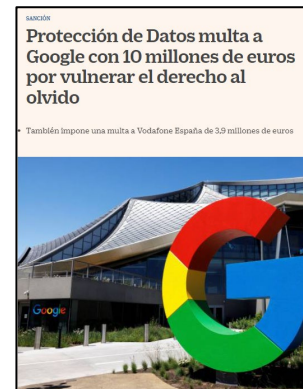 SANCIÓN
Protección de Datos multa a
Google con 10 millones de euros
por vulnerar el derecho al
olvido
• También impone una multa a Vodafone España de 3,9 millones de euros
Google
G